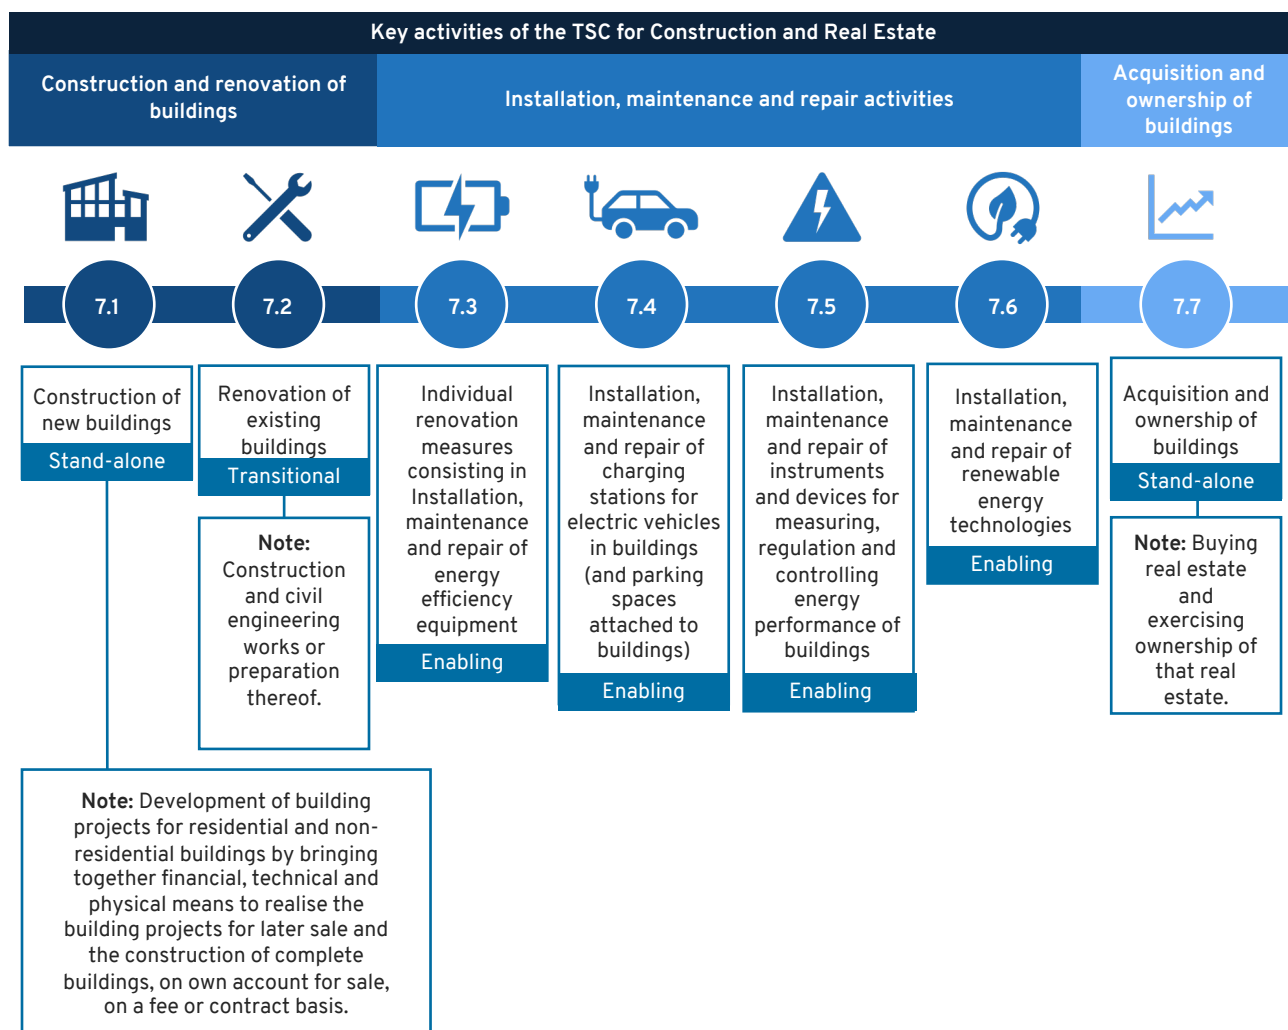 Key activities of the TSC for Construction and Real Estate
Construction and renovation of
buildings
Installation, maintenance and repair activities
Acquisition and
ownership of
buildings
7.1
7.2
7.3
7.4
7.5
7.6
7.7
Construction of
new buildings
Stand-alone
Renovation of
existing
buildings
Transitional
Note:
Construction
and civil
engineering
works or
preparation
thereof.
Individual
renovation
measures
consisting in
Installation,
maintenance
and repair of
energy
efficiency
equipment
Enabling
Installation,
maintenance
and repair of
charging
stations for
electric vehicles
in buildings
(and parking
spaces
attached to
buildings)
Enabling
Installation,
maintenance
and repair of
instruments
and devices for
measuring,
regulation and
controlling
energy
performance of
buildings
Enabling
Installation,
maintenance
and repair of
renewable
energy
technologies
Enabling
Acquisition and
ownership of
buildings
Stand-alone
Note: Buying
real estate
and
exercising
ownership of
that real
estate.
Note: Development of building
projects for residential and non-
residential buildings by bringing
together financial, technical and
physical means to realise the
building projects for later sale and
the construction of complete
buildings, on own account for sale,
on a fee or contract basis.